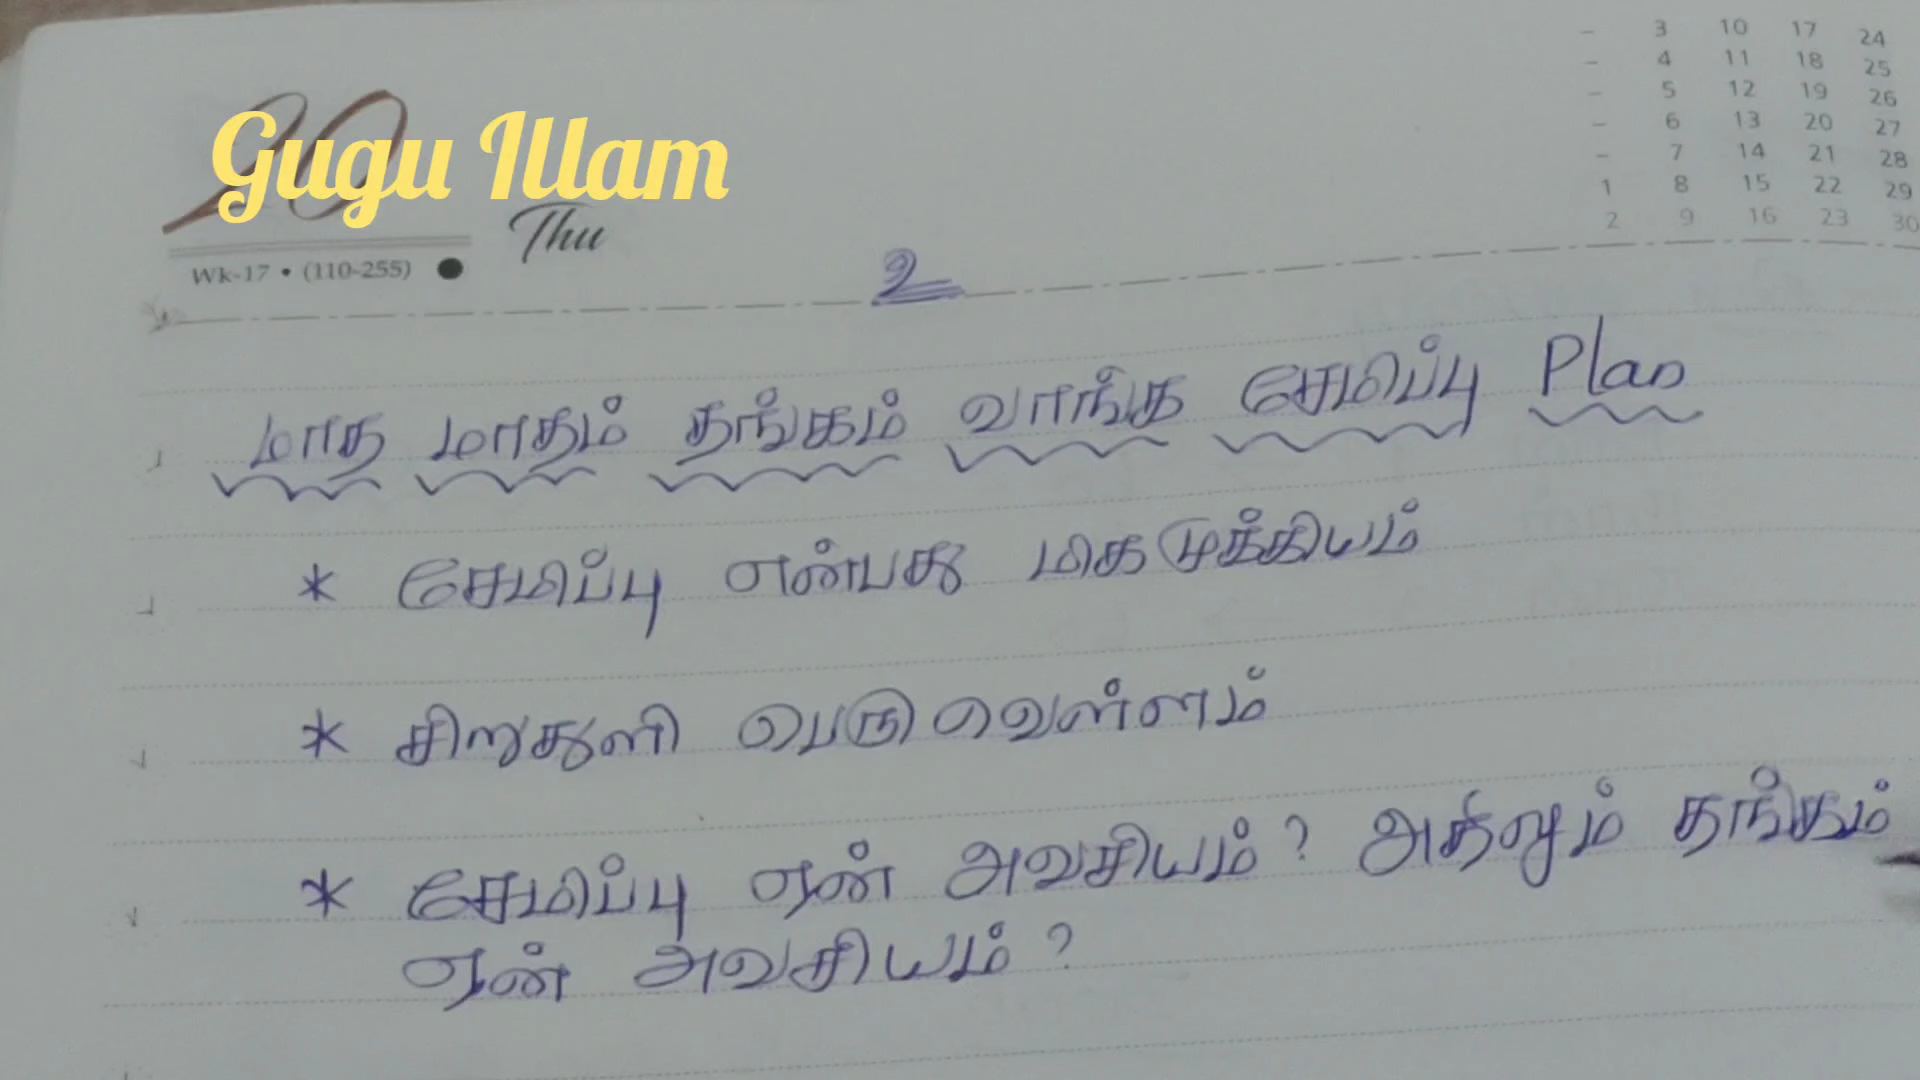 - 3 10 17 24
- 4 11 18 25
- 5 12 19 26
- 6 13 20 27
- 7 14 21 28
1 8 15 22 29
2 9 16 23 30
20
Gugu Illam
Thu
Wk-17 • (110-255)
உ
மாத மாதம் தங்கம் வாங்க சேமிப்பு Plan
* சேமிப்பு என்பது மிக முக்கியம்
* சிறுதுளி பெரு வெள்ளம்
* சேமிப்பு ஏன் அவசியம்? அதிலும் தங்கம்
ஏன் அவசியம்?